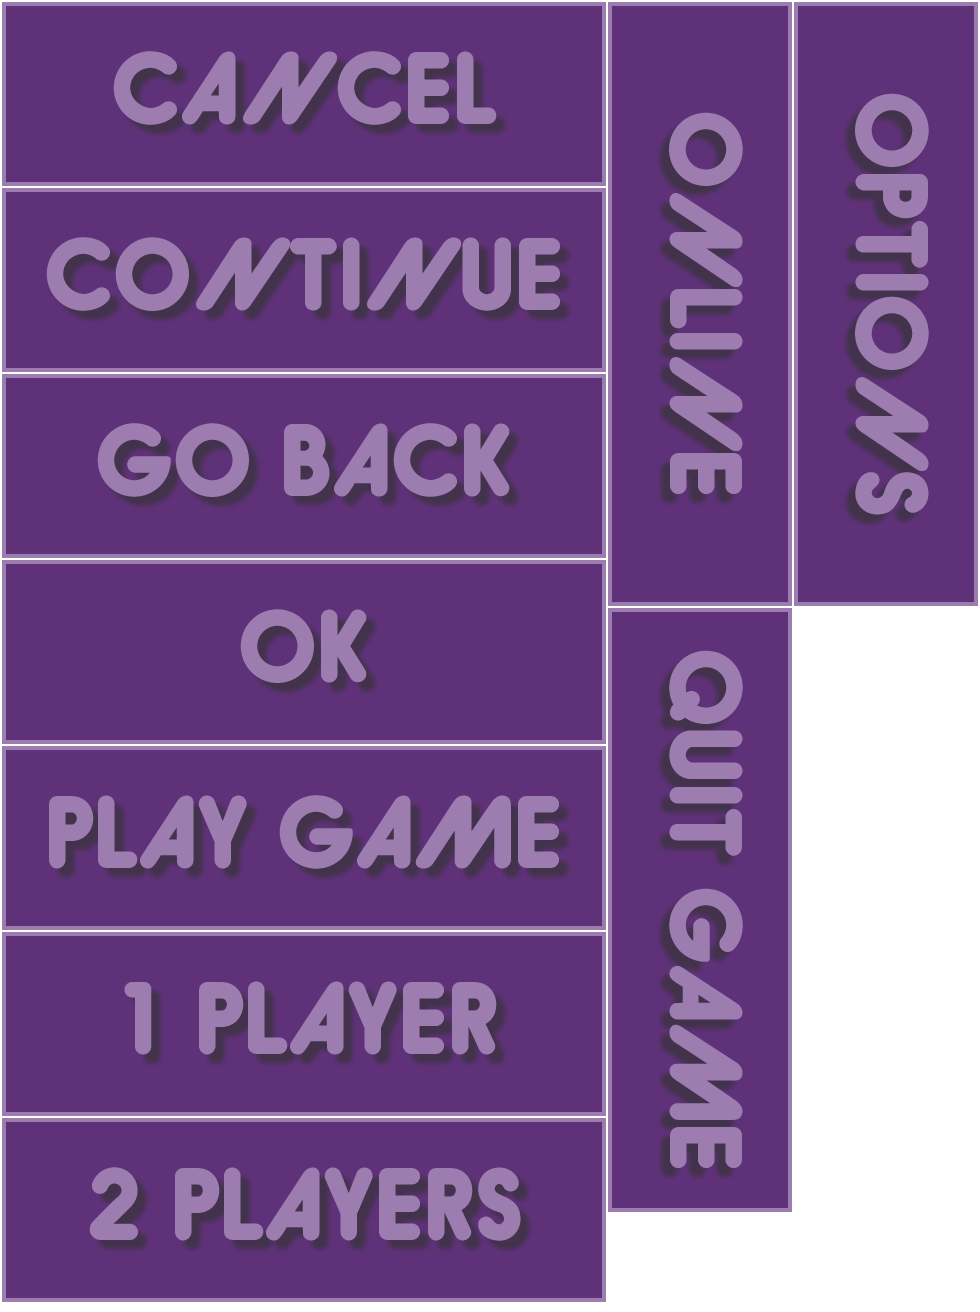 CANCEL
CONTINUE
GO BACK
OK
PLAY GAME
1 PLAYER
2 PLAYERS
ONLINE
OPTIONS
QUIT GAME